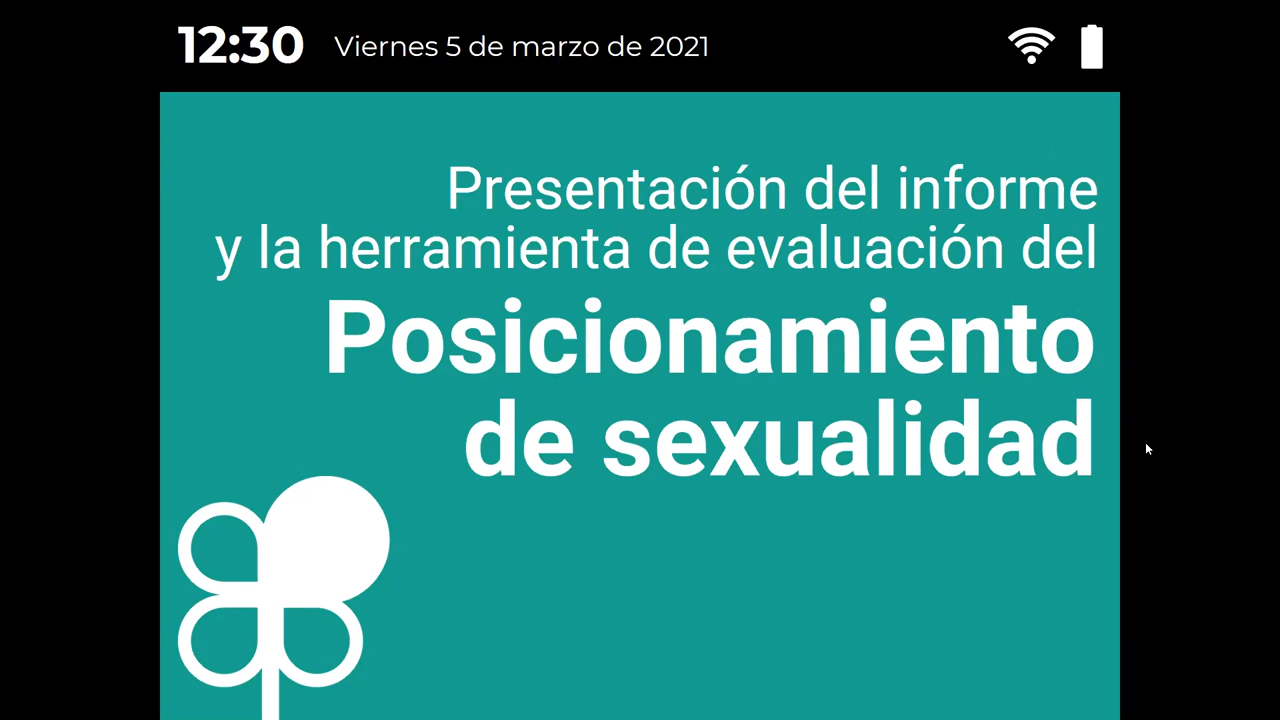 12:30 Viernes 5 de marzo de 2021
Presentación del informe
y la herramienta de evaluación del
Posicionamiento
de sexualidad